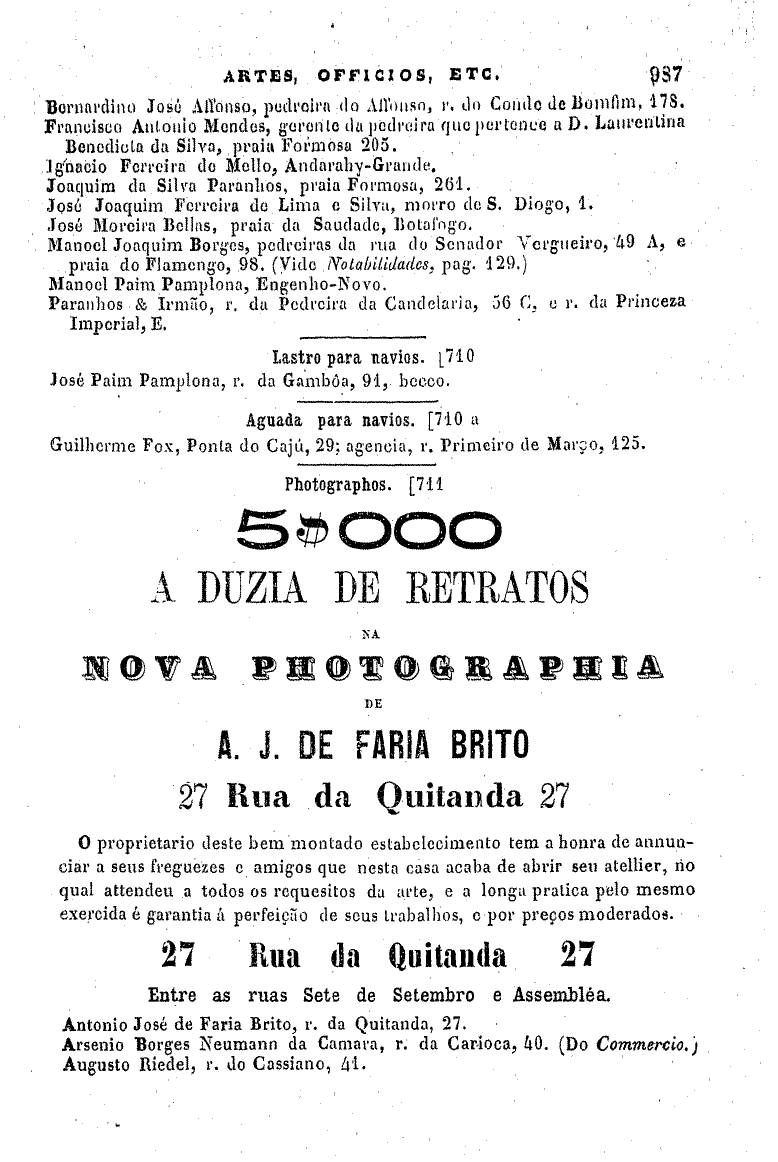 ARTES, OFFICIOS, ETC. 937
Bernardino José Affonso, pedreira do Affonso, r. do Conde de Bomfim, 178.
Francisco Antonio Mendes, gerente da pedreira que pertence a D. Laurentina
Benedicta da Silva, praia Formosa 205.
Ignacio Ferreira de Mello, Andarahy-Grande.
Joaquim da Silva Paranhos, praia Formosa, 261.
José Joaquim Ferreira de Lima e Silva, morro de S. Diogo, 1.
José Moreira Bellas, praia da Saudade, Botafogo.
Manoel Joaquim Borges, pedreiras da rua do Senador Vergueiro, 49 A, e
praia do Flamengo, 98. (Vide Notabilidades, pag. 129.)
Manoel Paim Pamplona, Engenho-Novo.
Paranhos & Irmão, r. da Pedreira da Candelaria, 56 C, e r. da Princeza
Imperial, E.
Lastro para navios. [710
José Paim Pamplona, r. da Gambôa, 91, becco.
Aguada para navios. [710 a
Guilherme Fox, Ponta do Cajú, 29; agencia, r. Primeiro de Março, 125.
Photographos. [711
5$000
A DUZIA DE RETRATOS
NA
NOVA PHOTOGRAPHIA
DE
A. J. DE FARIA BRITO
27 Rua da Quitanda 27
O proprietario deste bem montado estabelecimento tem a honra de annun-
ciar a seus freguezes e amigos que nesta casa acaba de abrir seu atellier, no
qual attendeu a todos os requesitos da arte, e a longa pratica pelo mesmo
exercida é garantia á perfeição de seus trabalhos, e por preços moderados.
27 Rua da Quitanda 27
Entre as ruas Sete de Setembro e Assembléa.
Antonio José de Faria Brito, r. da Quitanda, 27.
Arsenio Borges Neumann da Camara, r. da Carioca, 40. (Do Commercio.)
Augusto Riedel, r. do Cassiano, 41.